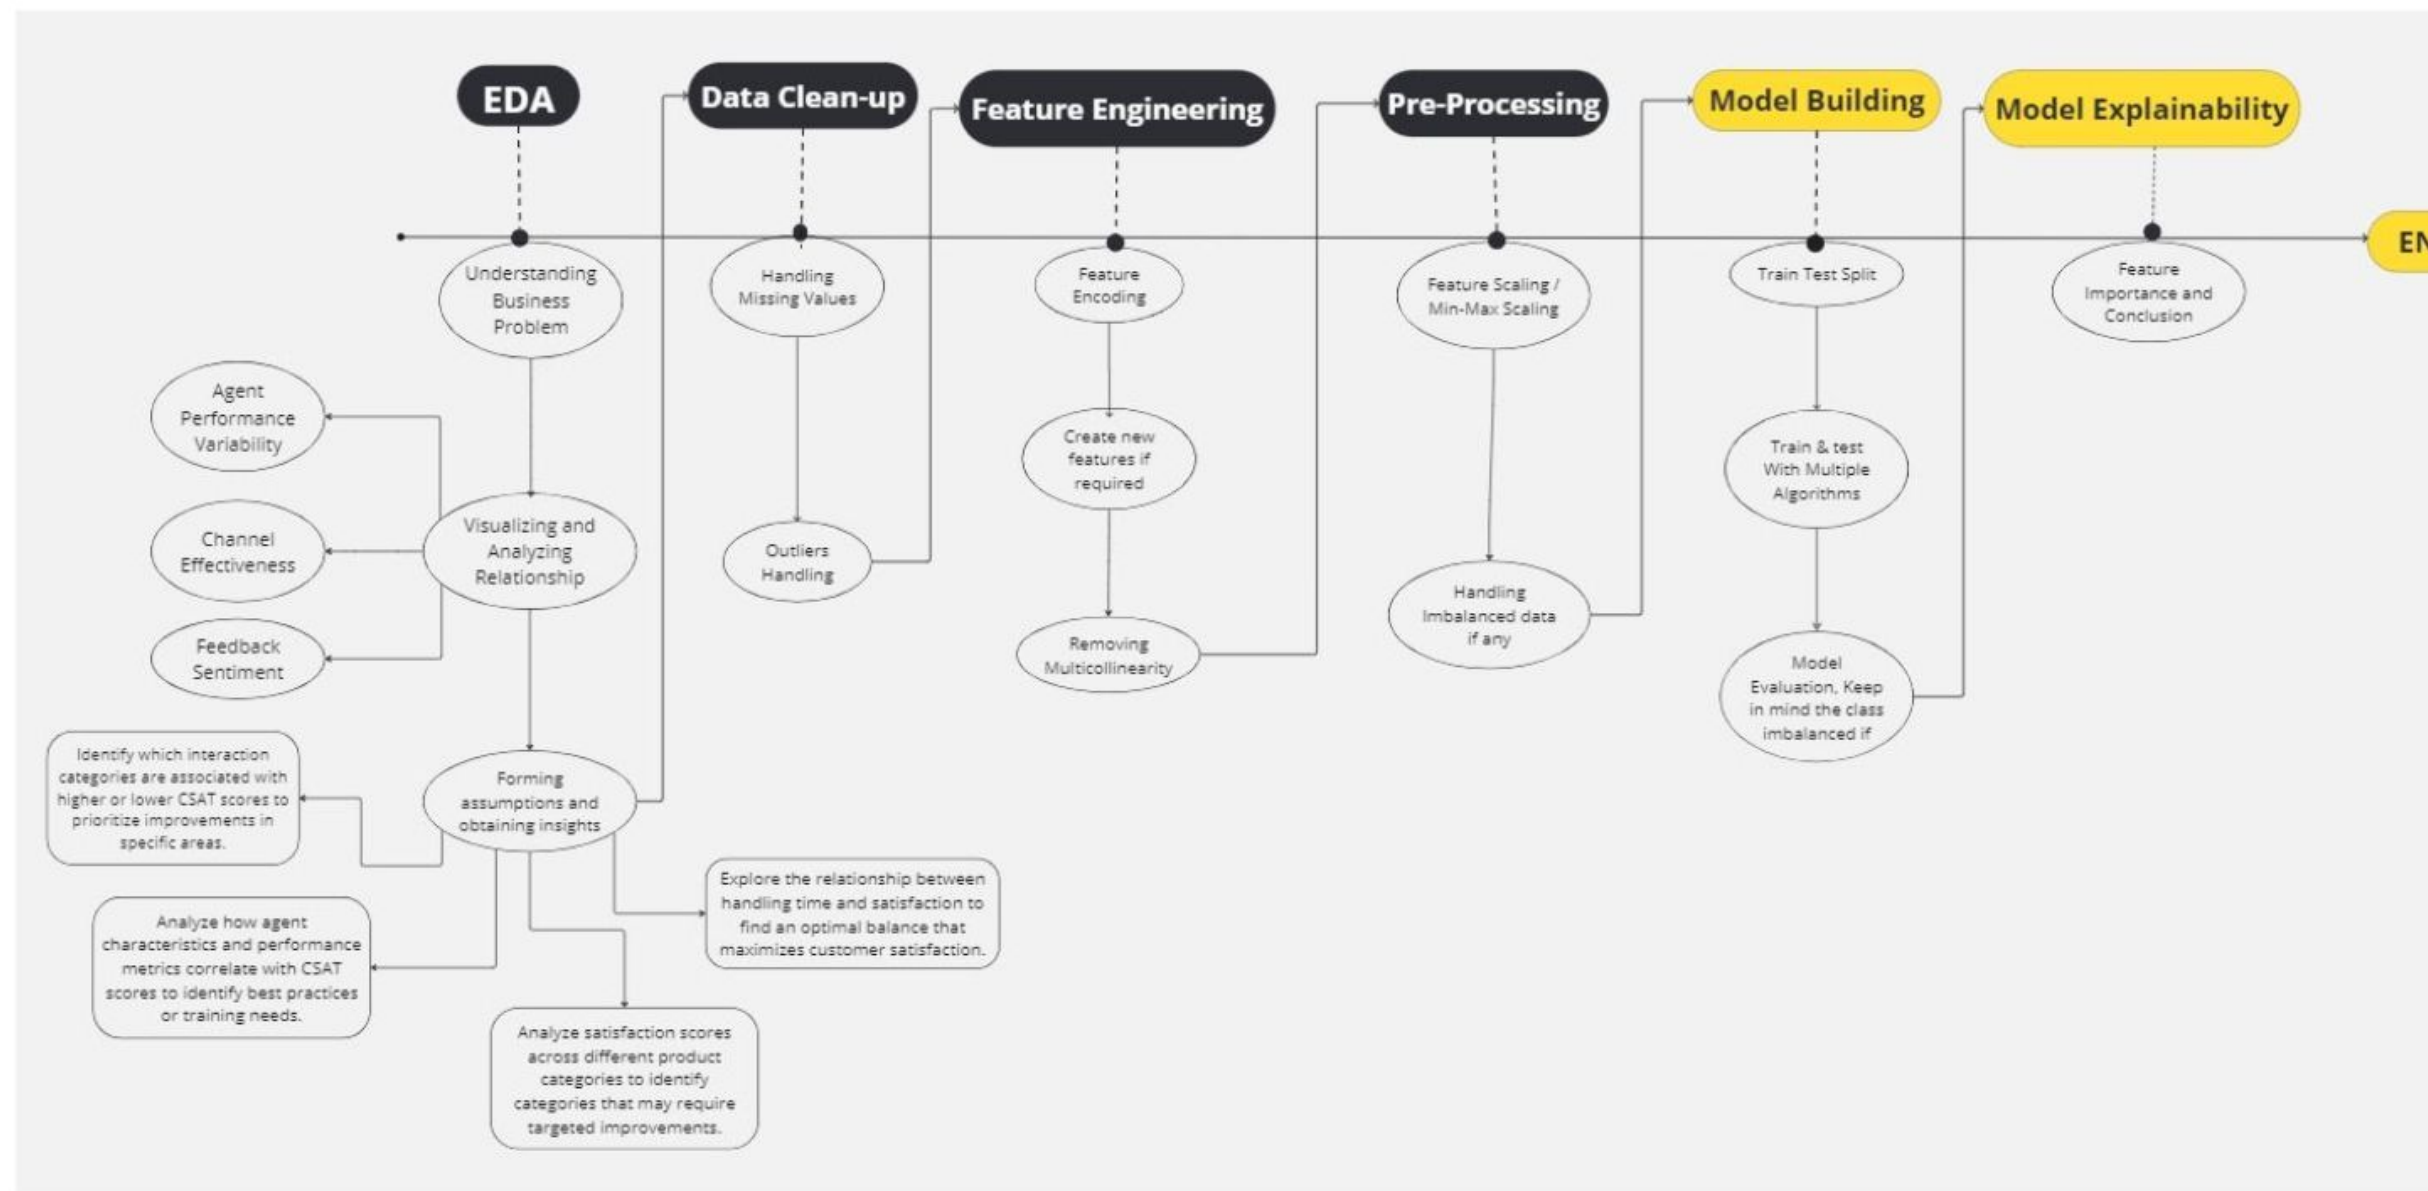 EDA
Data Clean-up
Feature Engineering
Pre-Processing
Model Building
Model Explainability
EN
Understanding
Business
Problem
Agent
Performance
Variability
Channel
Effectiveness
Feedback
Sentiment
Visualizing and
Analyzing
Relationship
Forming
assumptions and
obtaining insights
Identify which interaction
categories are associated with
higher or lower CSAT scores to
prioritize improvements in
specific areas.
Analyze how agent
characteristics and performance
metrics correlate with CSAT
scores to identify best practices
or training needs.
Analyze satisfaction scores
across different product
categories to identify
categories that may require
targeted improvements.
Explore the relationship between
handling time and satisfaction to
find an optimal balance that
maximizes customer satisfaction.
Handling
Missing Values
Outliers
Handling
Feature
Encoding
Create new
features if
required
Removing
Multicollinearity
Feature Scaling /
Min-Max Scaling
Handling
Imbalanced data
if any
Train Test Split
Train & test
With Multiple
Algorithms
Model
Evaluation, Keep
in mind the class
imbalanced if
Feature
Importance and
Conclusion